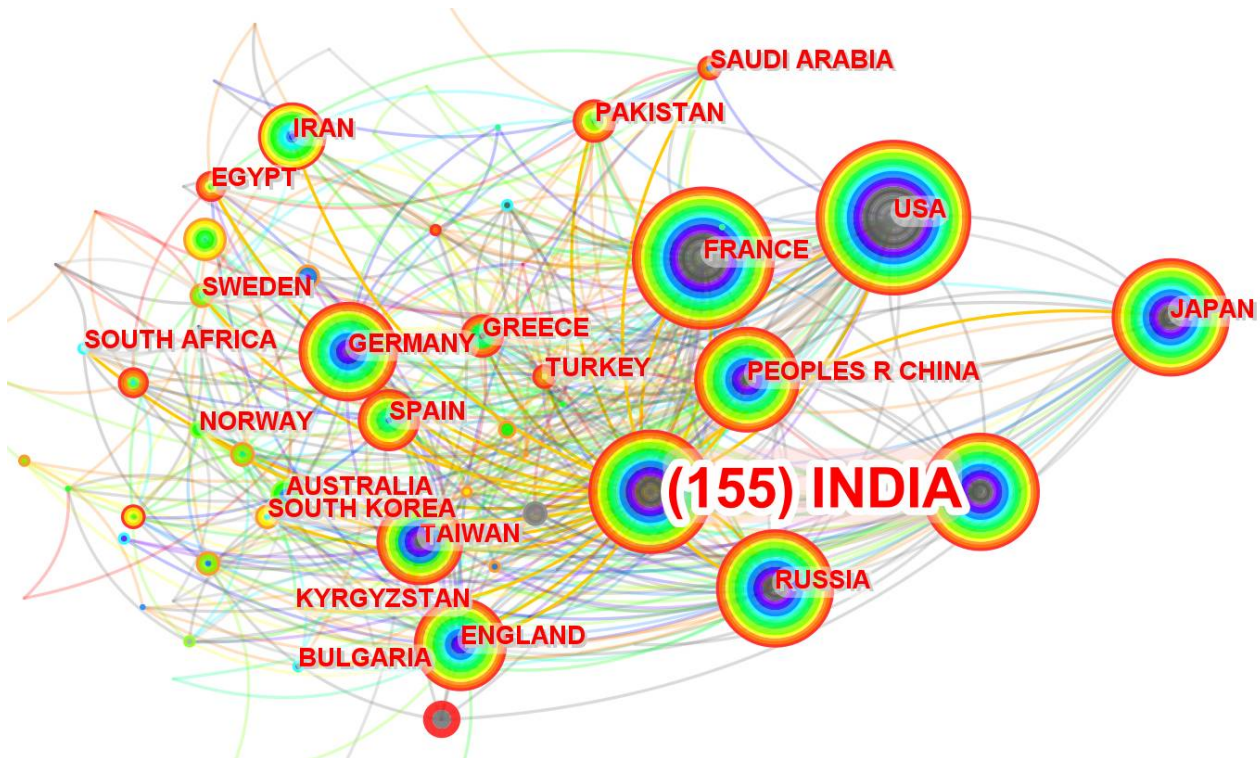 SAUDI ARABIA
PAKISTAN
IRAN
EGYPT
USA
FRANCE
SWEDEN
JAPAN
SOUTH AFRICA
GERMANY
GREECE
TURKEY
PEOPLES R CHINA
SPAIN
NORWAY
(155) INDIA
AUSTRALIA
SOUTH KOREA
TAIWAN
RUSSIA
KYRGYZSTAN
ENGLAND
BULGARIA